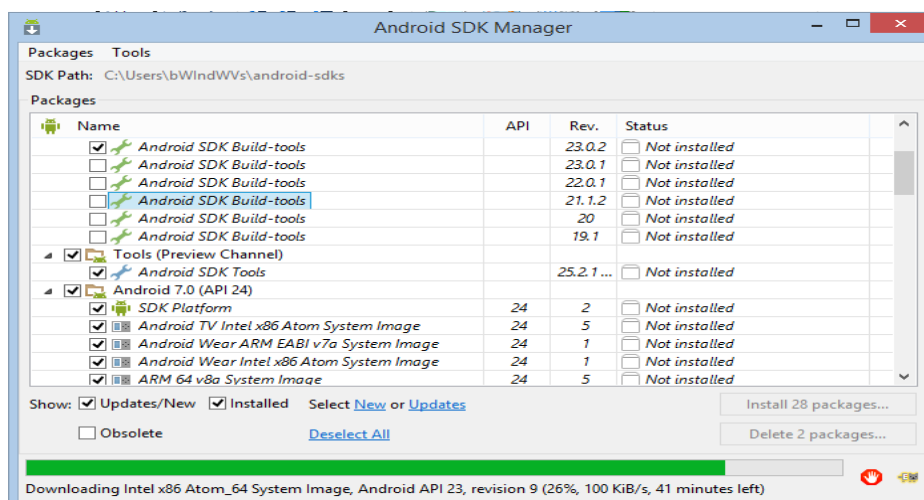 Android SDK Manager
Packages Tools
SDK Path: C:\Users\bWIndWVs\android-sdks
Packages
Name API Rev. Status
Android SDK Build-tools 23.0.2 Not installed
Android SDK Build-tools 23.0.1 Not installed
Android SDK Build-tools 22.0.1 Not installed
Android SDK Build-tools 21.1.2 Not installed
Android SDK Build-tools 20 Not installed
Android SDK Build-tools 19.1 Not installed
Tools (Preview Channel)
Android SDK Tools 25.2.1 ... Not installed
Android 7.0 (API 24)
SDK Platform 24 2 Not installed
Android TV Intel x86 Atom System Image 24 5 Not installed
Android Wear ARM EABI v7a System Image 24 1 Not installed
Android Wear Intel x86 Atom System Image 24 1 Not installed
ARM 64 v8a System Image 24 5 Not installed
Show: Updates/New Installed Select New or Updates Install 28 packages...
Obsolete Deselect All Delete 2 packages...
Downloading Intel x86 Atom_64 System Image, Android API 23, revision 9 (26%, 100 KiB/s, 41 minutes left)